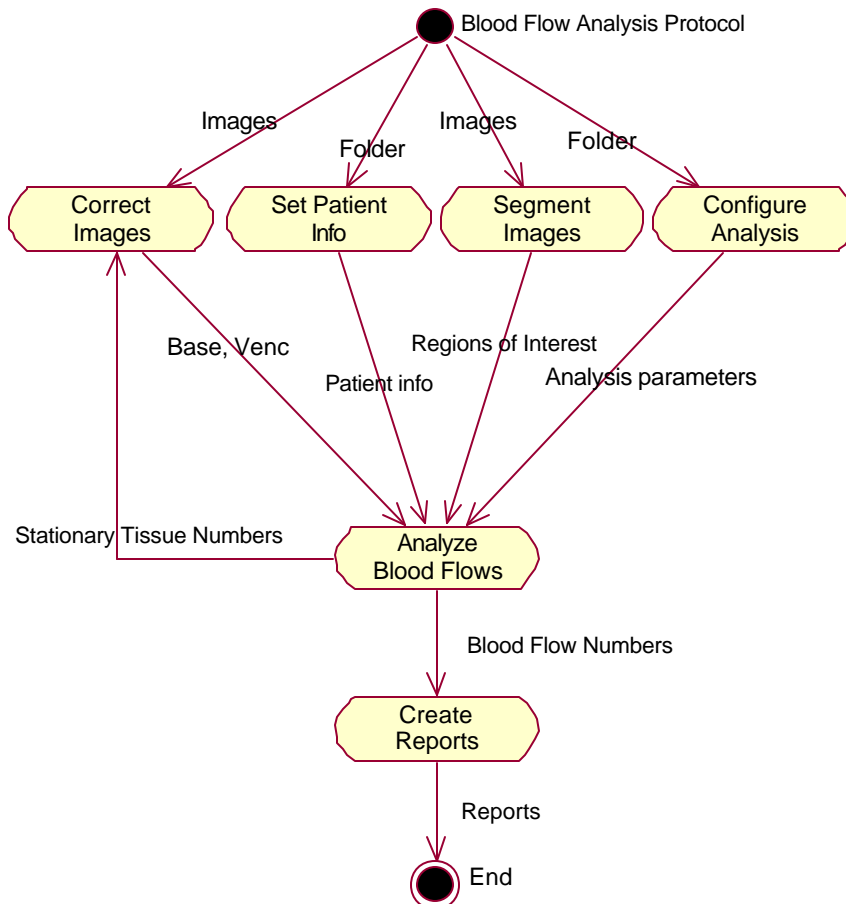 Blood Flow Analysis Protocol
Images
Folder
Images
Folder
Correct
Images
Set Patient
Info
Segment
Images
Configure
Analysis
Base, Venc
Patient info
Regions of Interest
Analysis parameters
Stationary Tissue Numbers
Analyze
Blood Flows
Blood Flow Numbers
Create
Reports
Reports
End